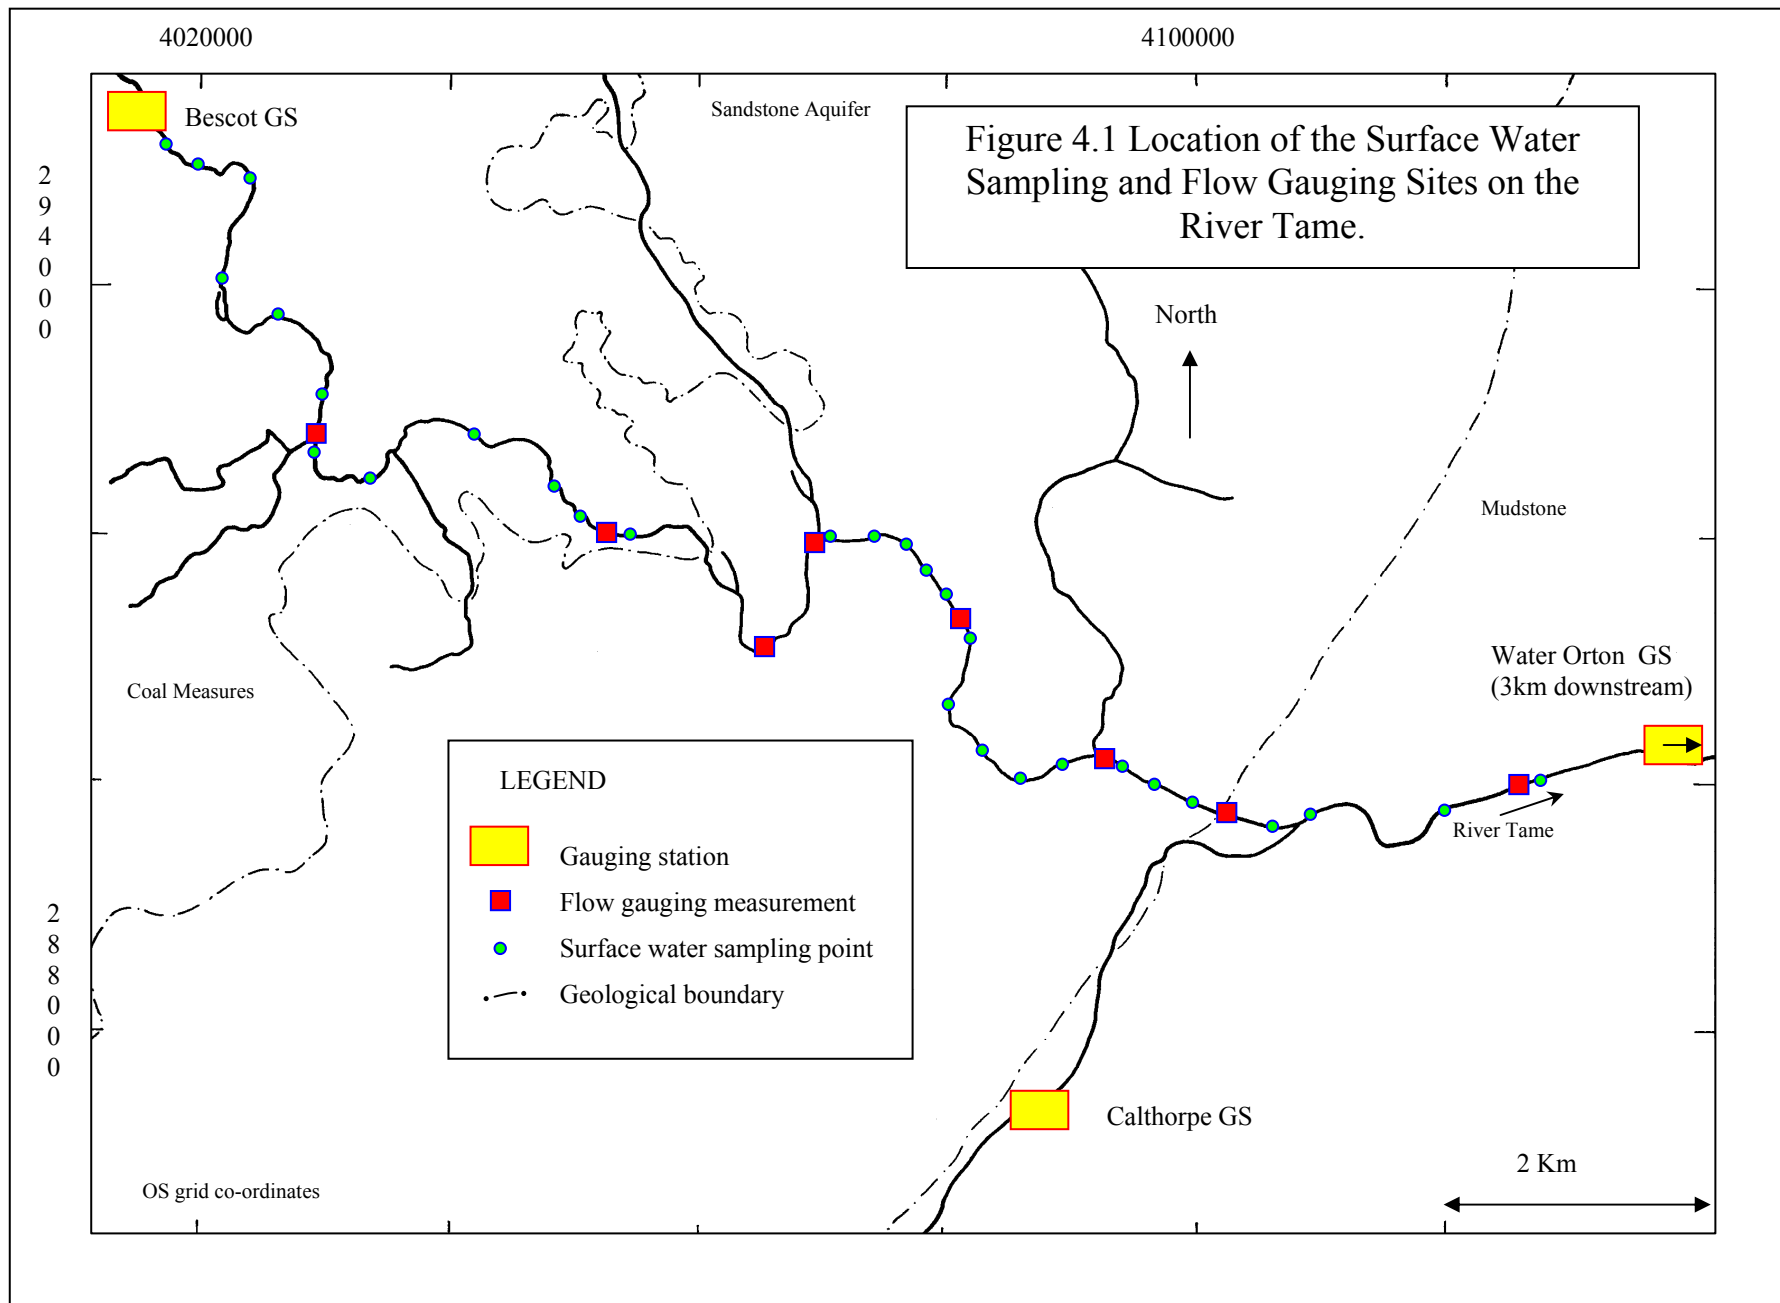 4020000
4100000
Bescot GS
Sandstone Aquifer
Figure 4.1 Location of the Surface Water
Sampling and Flow Gauging Sites on the
River Tame.
2
9
4
0
0
0
North
Mudstone
Water Orton GS
(3km downstream)
Coal Measures
River Tame
LEGEND
Gauging station
Flow gauging measurement
Surface water sampling point
Geological boundary
2
8
8
0
0
0
Calthorpe GS
2 Km
OS grid co-ordinates